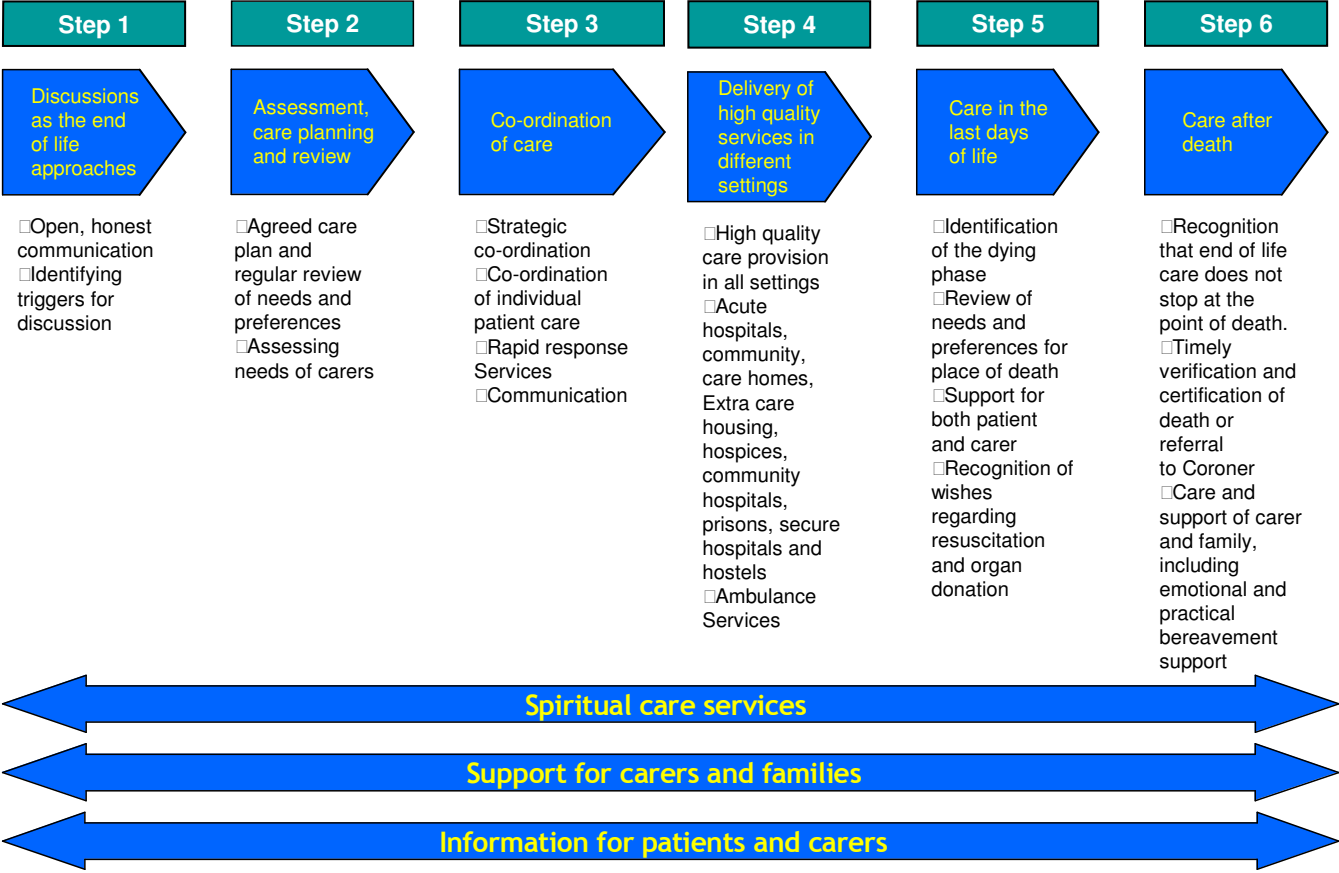 Step 1
Step 2
Step 3
Step 4
Step 5
Step 6
Discussions
as the end
of life
approaches
Assessment,
care planning
and review
Co-ordination
of care
Delivery of
high quality
services in
different
settings
Care in the
last days
of life
Care after
death
□Open, honest
communication
□Identifying
triggers for
discussion
□Agreed care
plan and
regular review
of needs and
preferences
□Assessing
needs of carers
□Strategic
co-ordination
□Co-ordination
of individual
patient care
□Rapid response
Services
□Communication
□High quality
care provision
in all settings
□Acute
hospitals,
community,
care homes,
Extra care
housing,
hospices,
community
hospitals,
prisons, secure
hospitals and
hostels
□Ambulance
Services
□Identification
of the dying
phase
□Review of
needs and
preferences for
place of death
□Support for
both patient
and carer
□Recognition of
wishes
regarding
resuscitation
and organ
donation
□Recognition
that end of life
care does not
stop at the
point of death.
□Timely
verification and
certification of
death or
referral
to Coroner
□Care and
support of carer
and family,
including
emotional and
practical
bereavement
support
Spiritual care services
Support for carers and families
Information for patients and carers